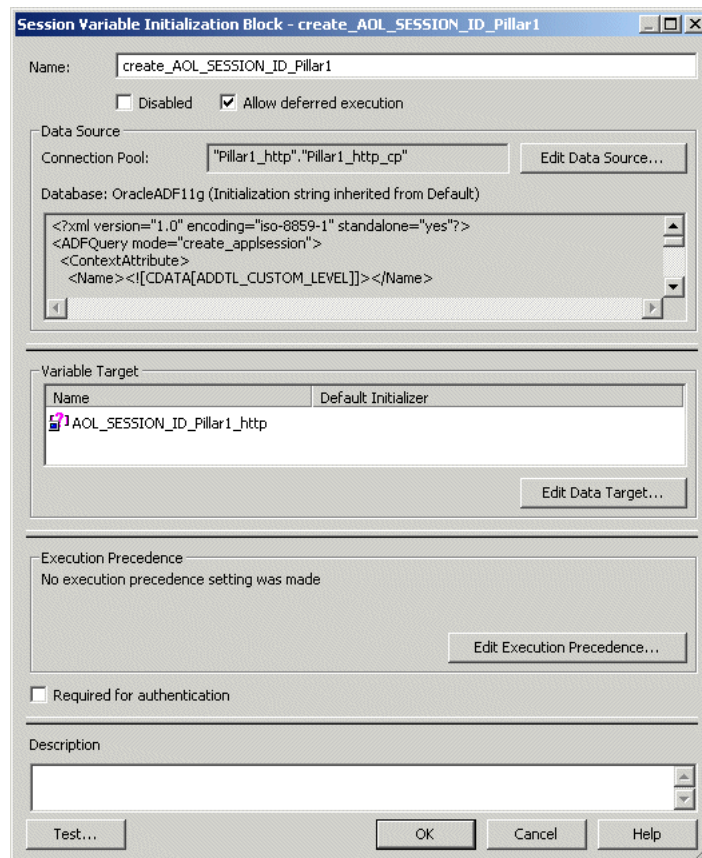 Session Variable Initialization Block - create_AOL_SESSION_ID_Pillar1
Name: create_AOL_SESSION_ID_Pillar1
Disabled Allow deferred execution
Data Source
Connection Pool: "Pillar1_http"."Pillar1_http_cp" Edit Data Source...
Database: OracleADF11g (Initialization string inherited from Default)
<?xml version="1.0" encoding="iso-8859-1" standalone="yes"?>
<ADFQuery mode="create_applsession">
<ContextAttribute>
<Name><![CDATA[ADDTL_CUSTOM_LEVEL]]></Name>
Variable Target
Name Default Initializer
AOL_SESSION_ID_Pillar1_http
Edit Data Target...
Execution Precedence
No execution precedence setting was made
Edit Execution Precedence...
Required for authentication
Description
Test... OK Cancel Help